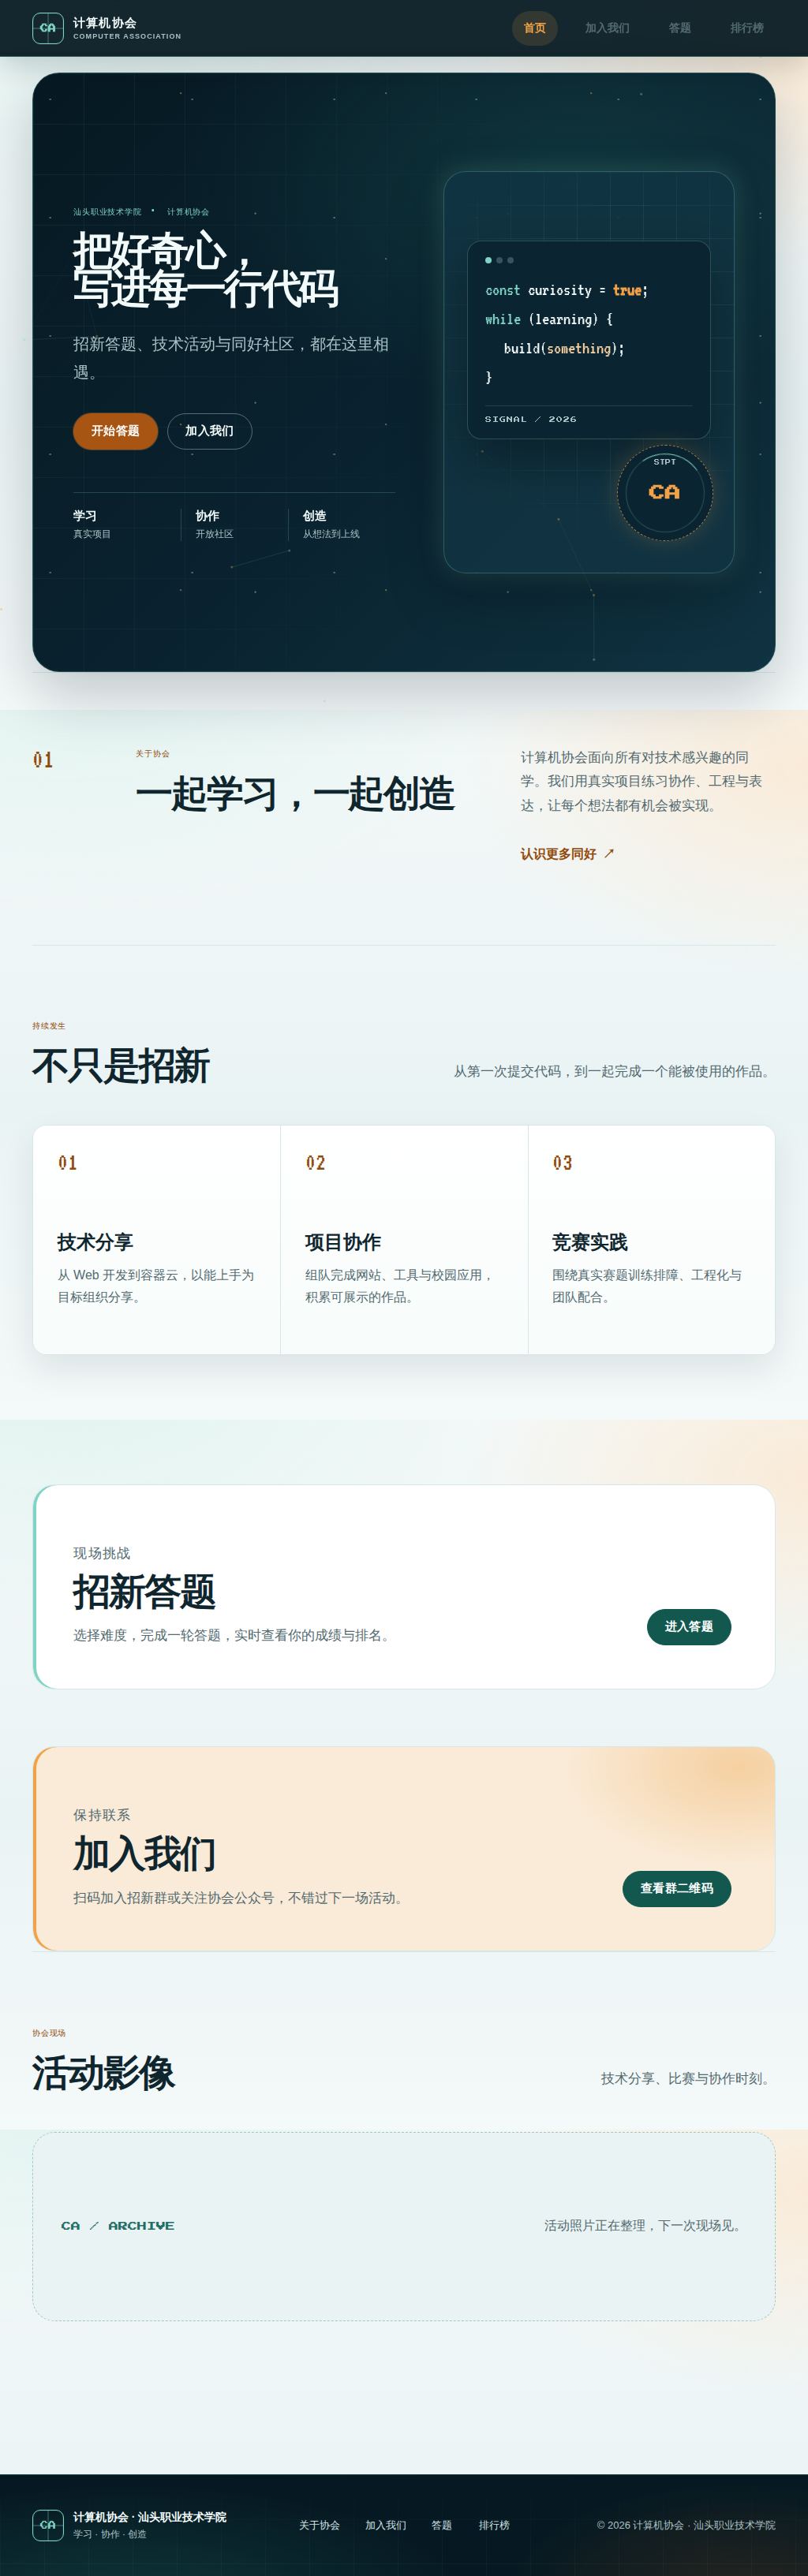 CA
计算机协会
COMPUTER ASSOCIATION
首页
加入我们
答题
排行榜
汕头职业技术学院 • 计算机协会
把好奇心，
写进每一行代码
招新答题、技术活动与同好社区，都在这里相
遇。
开始答题
加入我们
学习
真实项目
协作
开放社区
创造
从想法到上线
const curiosity = true;
while (learning) {
build(something);
}
SIGNAL / 2026
STPT
CA
01
关于协会
一起学习，一起创造
计算机协会面向所有对技术感兴趣的同
学。我们用真实项目练习协作、工程与表
达，让每个想法都有机会被实现。
认识更多同好 ↗
持续发生
不只是招新
从第一次提交代码，到一起完成一个能被使用的作品。
01
技术分享
从 Web 开发到容器云，以能上手为
目标组织分享。
02
项目协作
组队完成网站、工具与校园应用，
积累可展示的作品。
03
竞赛实践
围绕真实赛题训练排障、工程化与
团队配合。
现场挑战
招新答题
选择难度，完成一轮答题，实时查看你的成绩与排名。
进入答题
保持联系
加入我们
扫码加入招新群或关注协会公众号，不错过下一场活动。
查看群二维码
协会现场
活动影像
技术分享、比赛与协作时刻。
CA / ARCHIVE
活动照片正在整理，下一次现场见。
CA
计算机协会 · 汕头职业技术学院
学习 · 协作 · 创造
关于协会
加入我们
答题
排行榜
© 2026 计算机协会 · 汕头职业技术学院